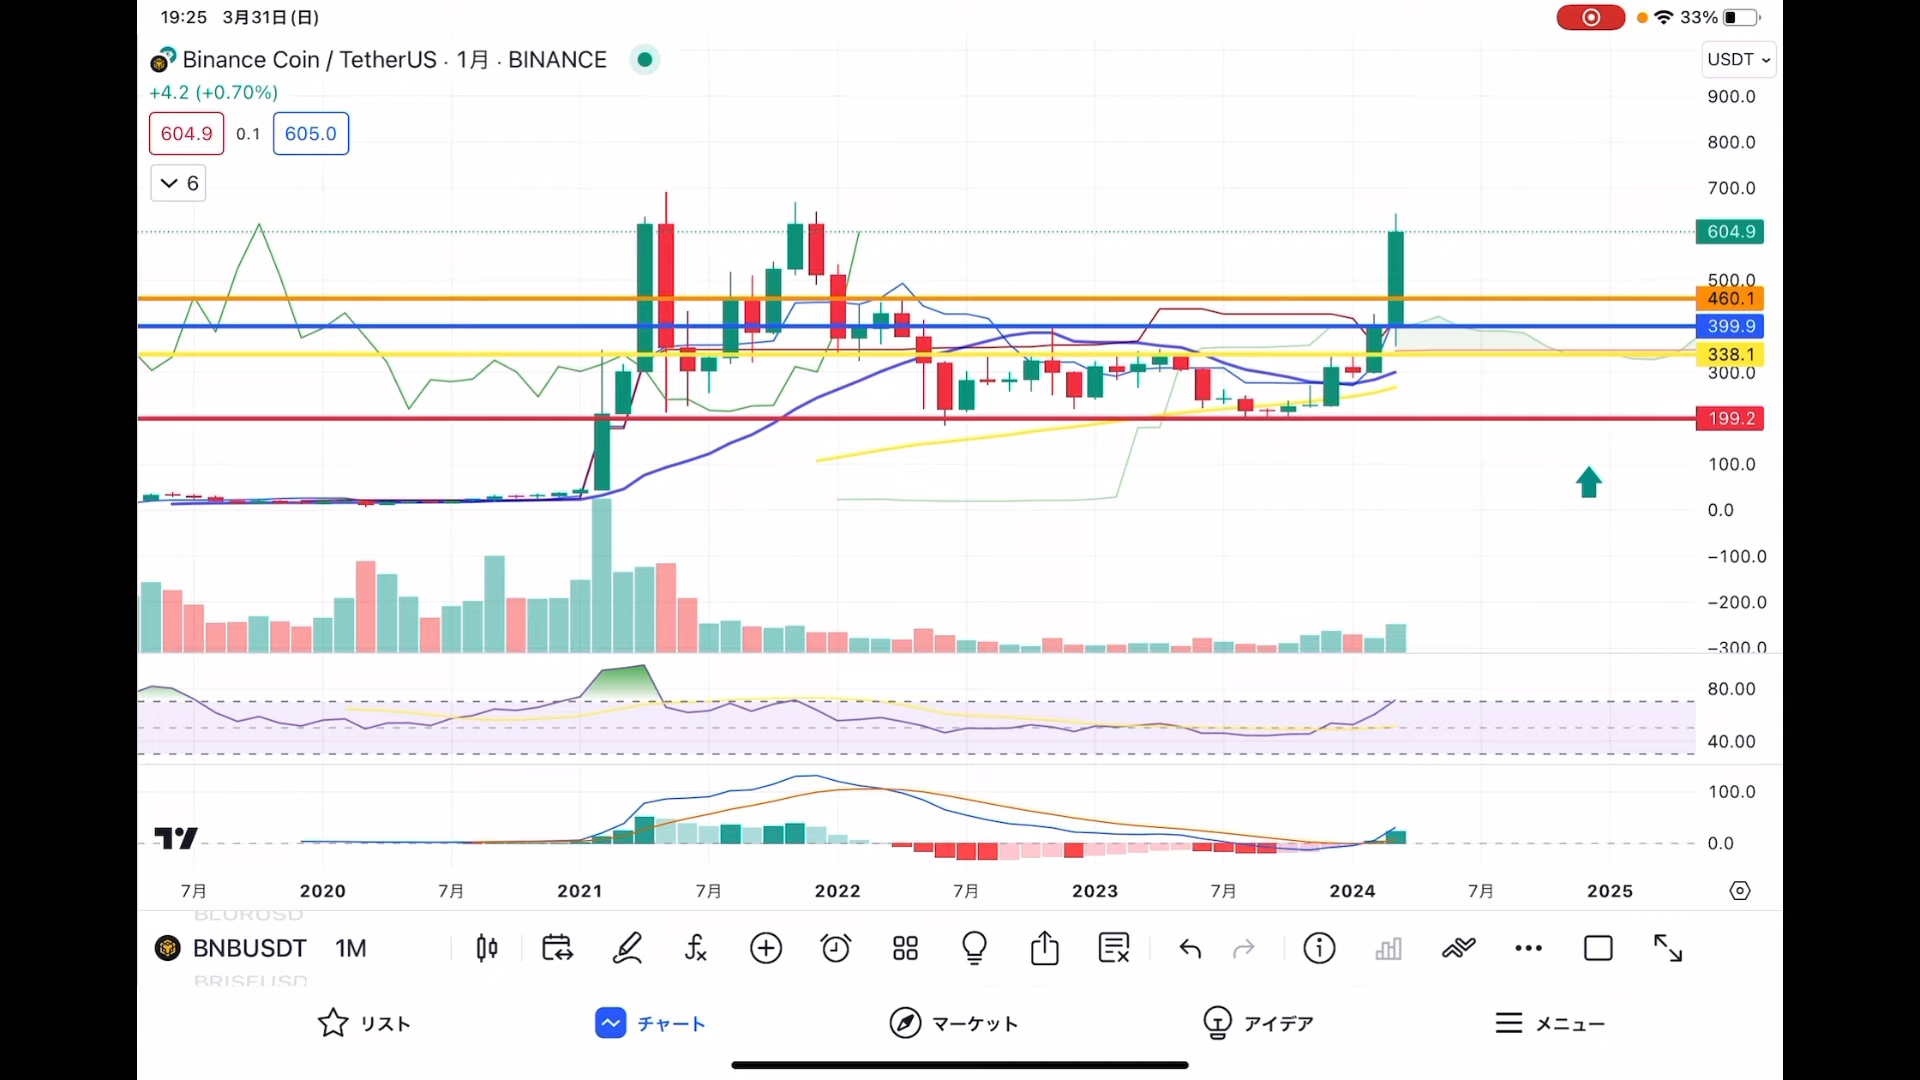 19:25 3月31日(日)
33%
Binance Coin / TetherUS · 1月 · BINANCE
USDT
+4.2 (+0.70%)
604.9 0.1 605.0
6
900.0
800.0
700.0
604.9
500.0
460.1
399.9
338.1
300.0
199.2
100.0
0.0
−100.0
−200.0
−300.0
80.00
40.00
100.0
0.0
7月 2020 7月 2021 7月 2022 7月 2023 7月 2024 7月 2025
BLURUSD
BNBUSDT 1M
BRISEUSD
リスト チャート マーケット アイデア メニュー